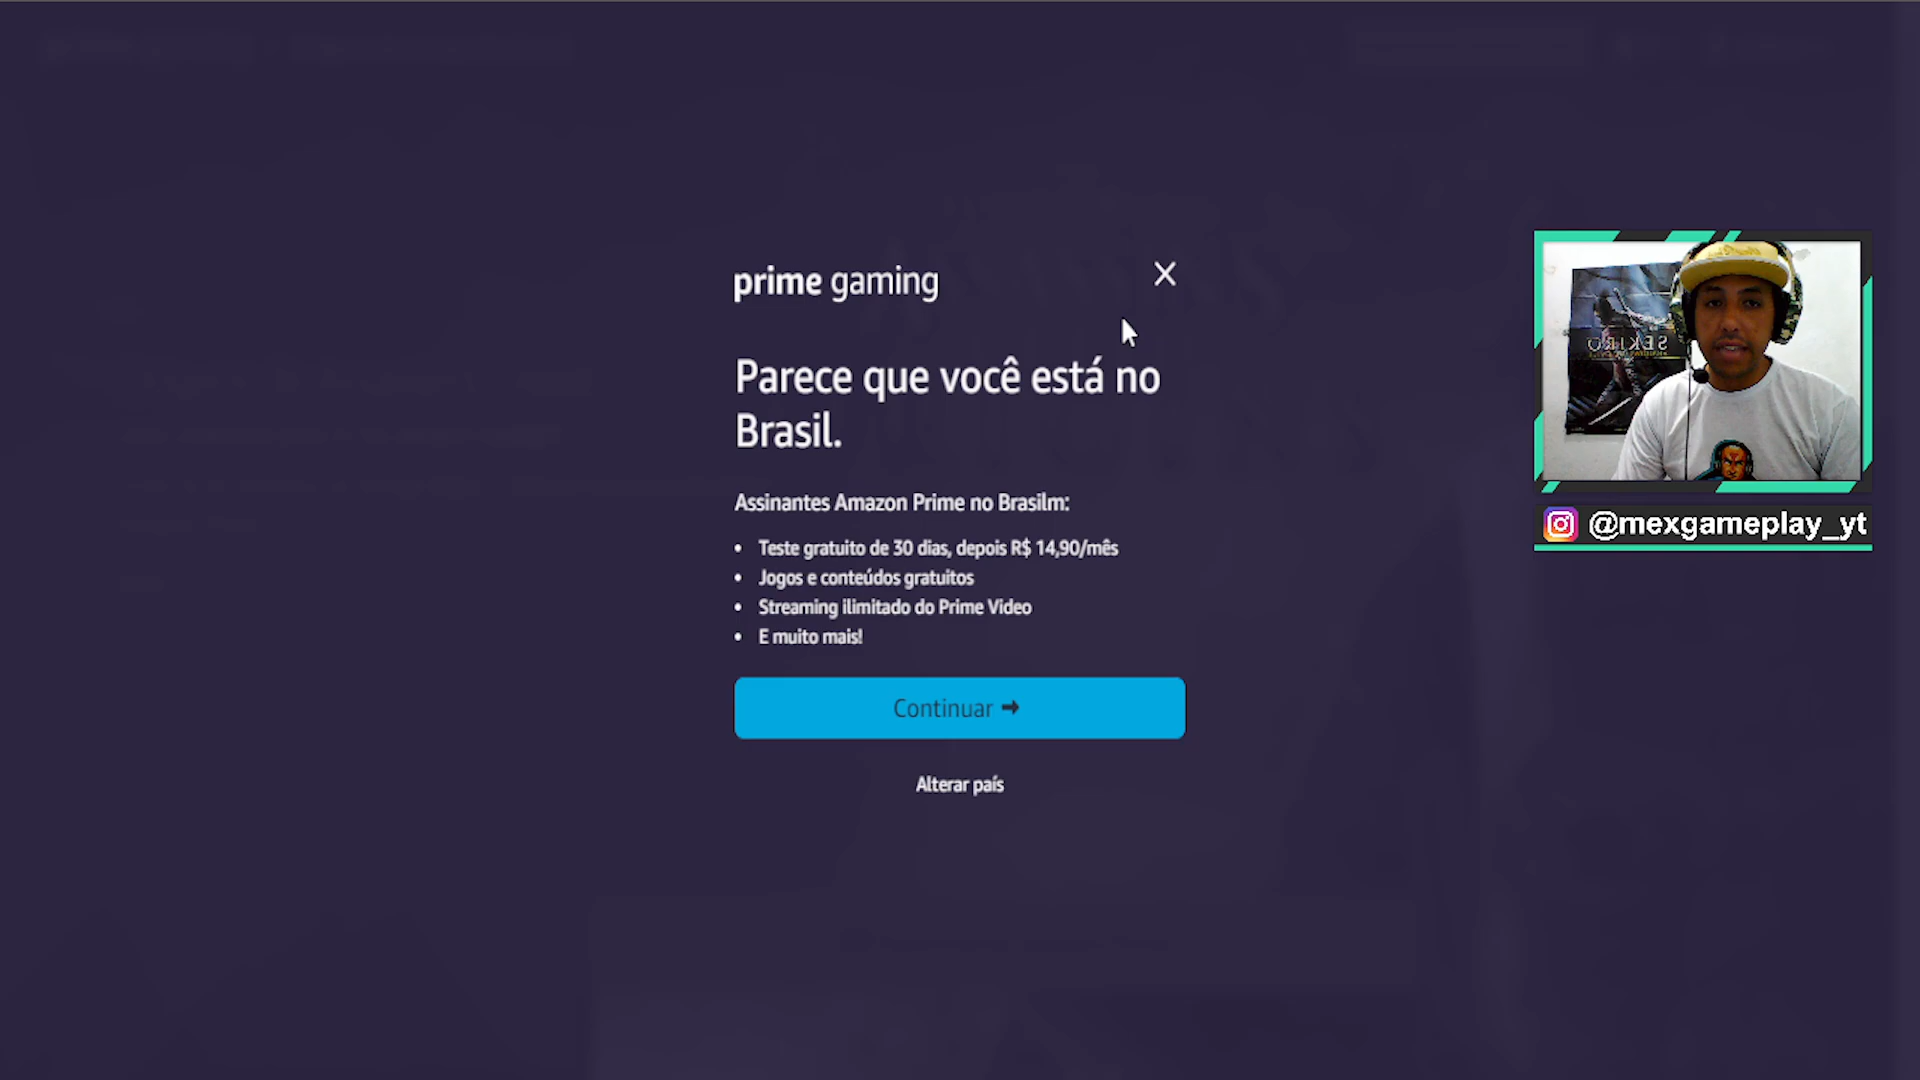 prime gaming
Parece que você está no
Brasil.
Assinantes Amazon Prime no Brasilm:
• Teste gratuito de 30 dias, depois R$ 14,90/mês
• Jogos e conteúdos gratuitos
• Streaming ilimitado do Prime Video
• E muito mais!
Continuar ➜
Alterar país
SEKIRO
@mexgameplay_yt